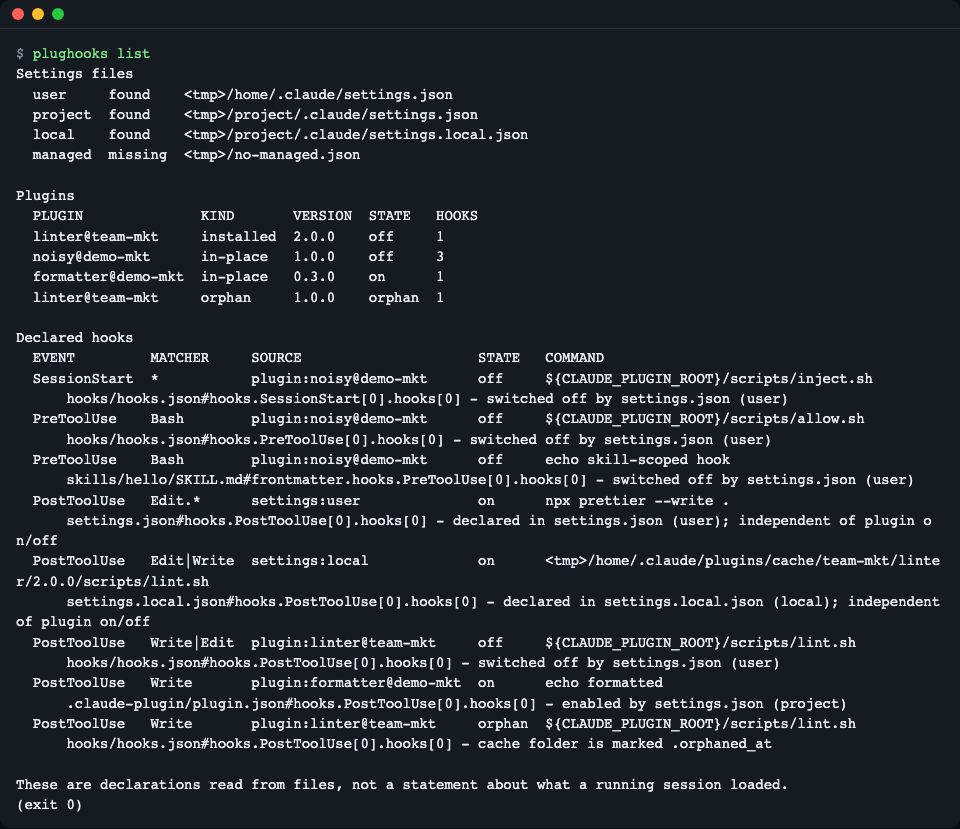 $ plughooks list
Settings files
  user     found    <tmp>/home/.claude/settings.json
  project  found    <tmp>/project/.claude/settings.json
  local    found    <tmp>/project/.claude/settings.local.json
  managed  missing  <tmp>/no-managed.json

Plugins
  PLUGIN              KIND       VERSION  STATE   HOOKS
  linter@team-mkt     installed  2.0.0    off     1
  noisy@demo-mkt      in-place   1.0.0    off     3
  formatter@demo-mkt  in-place   0.3.0    on      1
  linter@team-mkt     orphan     1.0.0    orphan  1

Declared hooks
  EVENT         MATCHER     SOURCE                     STATE   COMMAND
  SessionStart  *           plugin:noisy@demo-mkt      off     ${CLAUDE_PLUGIN_ROOT}/scripts/inject.sh
      hooks/hooks.json#hooks.SessionStart[0].hooks[0] - switched off by settings.json (user)
  PreToolUse    Bash        plugin:noisy@demo-mkt      off     ${CLAUDE_PLUGIN_ROOT}/scripts/allow.sh
      hooks/hooks.json#hooks.PreToolUse[0].hooks[0] - switched off by settings.json (user)
  PreToolUse    Bash        plugin:noisy@demo-mkt      off     echo skill-scoped hook
      skills/hello/SKILL.md#frontmatter.hooks.PreToolUse[0].hooks[0] - switched off by settings.json (user)
  PostToolUse   Edit.*      settings:user              on      npx prettier --write .
      settings.json#hooks.PostToolUse[0].hooks[0] - declared in settings.json (user); independent of plugin o
n/off
  PostToolUse   Edit|Write  settings:local             on      <tmp>/home/.claude/plugins/cache/team-mkt/linte
r/2.0.0/scripts/lint.sh
      settings.local.json#hooks.PostToolUse[0].hooks[0] - declared in settings.local.json (local); independent
of plugin on/off
  PostToolUse   Write|Edit  plugin:linter@team-mkt     off     ${CLAUDE_PLUGIN_ROOT}/scripts/lint.sh
      hooks/hooks.json#hooks.PostToolUse[0].hooks[0] - switched off by settings.json (user)
  PostToolUse   Write       plugin:formatter@demo-mkt  on      echo formatted
      .claude-plugin/plugin.json#hooks.PostToolUse[0].hooks[0] - enabled by settings.json (project)
  PostToolUse   Write       plugin:linter@team-mkt     orphan  ${CLAUDE_PLUGIN_ROOT}/scripts/lint.sh
      hooks/hooks.json#hooks.PostToolUse[0].hooks[0] - cache folder is marked .orphaned_at

These are declarations read from files, not a statement about what a running session loaded.
(exit 0)